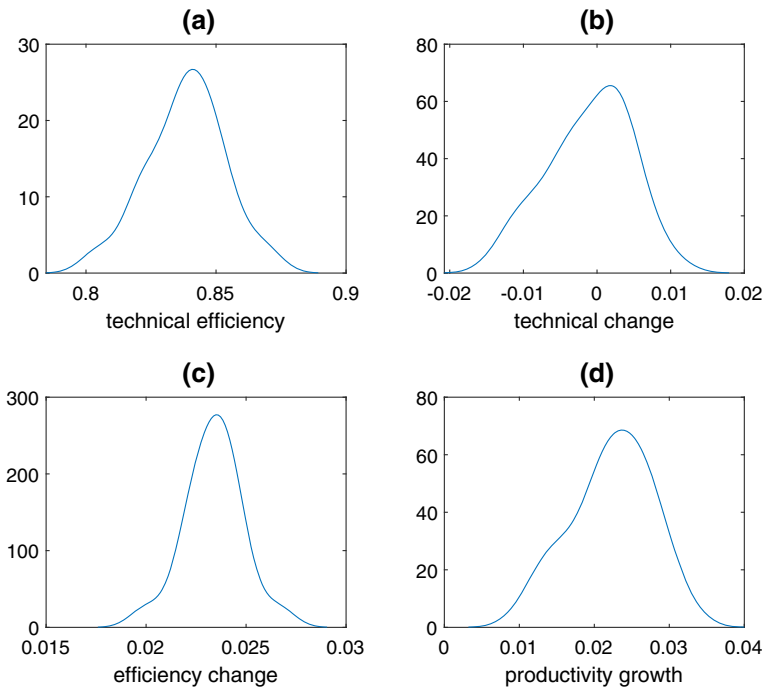 (a)
30
20
10
0
0.8 0.85 0.9
technical efficiency
(b)
80
60
40
20
0
-0.02 -0.01 0 0.01 0.02
technical change
(c)
300
200
100
0
0.015 0.02 0.025 0.03
efficiency change
(d)
80
60
40
20
0
0 0.01 0.02 0.03 0.04
productivity growth